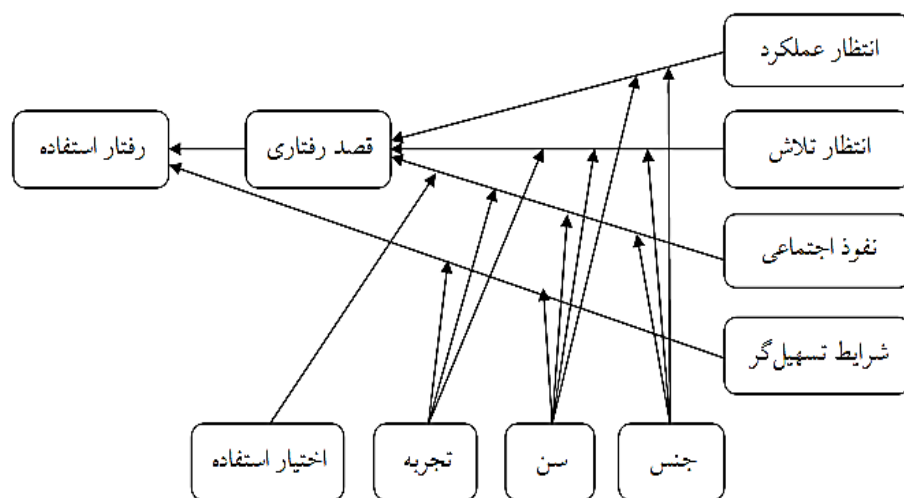 انتظار عملکرد
انتظار تلاش
قصد رفتاری
رفتار استفاده
نفوذ اجتماعی
شرایط تسهیل‌گر
جنس
سن
تجربه
اختیار استفاده